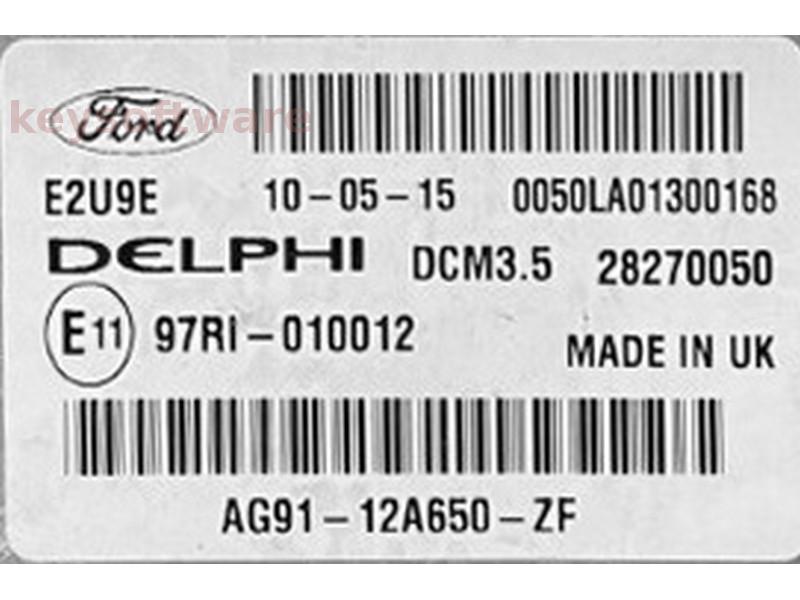 Ford
keysoftware
E2U9E 10-05-15 0050LA01300168
DELPHI DCM3.5 28270050
E11 97RI-010012
MADE IN UK
AG91-12A650-ZF